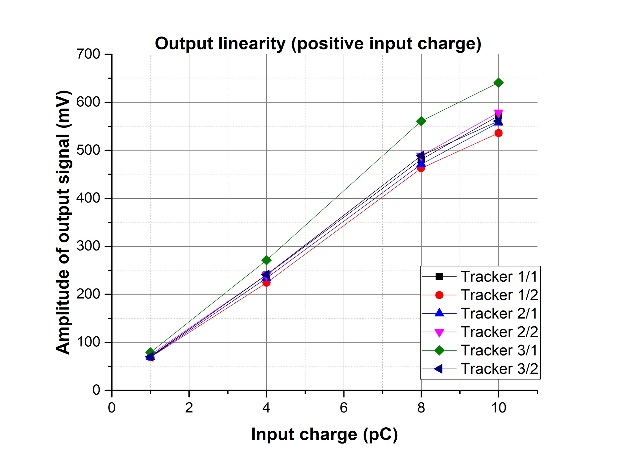 Output linearity (positive input charge)
700
600
500
400
300
200
100
0
Amplitude of output signal (mV)
Tracker 1/1
Tracker 1/2
Tracker 2/1
Tracker 2/2
Tracker 3/1
Tracker 3/2
0 2 4 6 8 10
Input charge (pC)